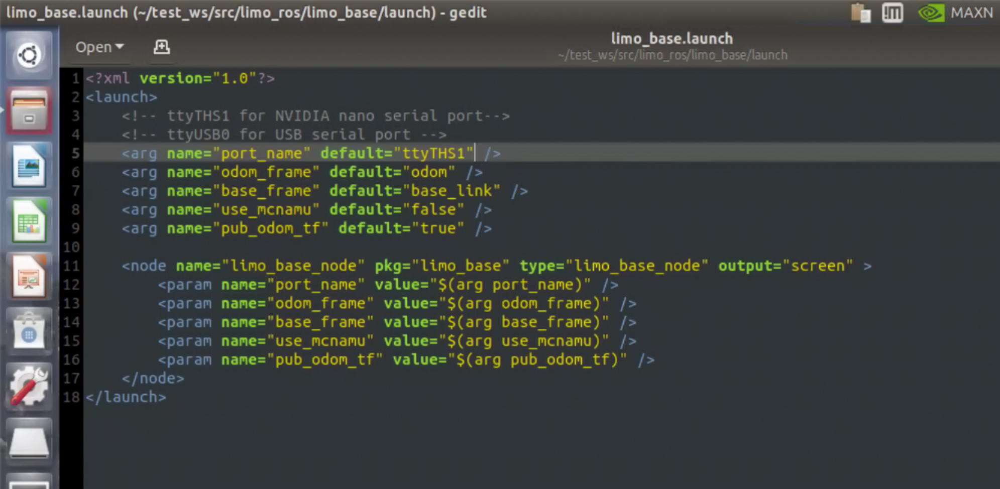 limo_base.launch (~/test_ws/src/limo_ros/limo_base/launch) - gedit
MAXN
Open
limo_base.launch
~/test_ws/src/limo_ros/limo_base/launch
1 <?xml version="1.0"?>
2 <launch>
3     <!-- ttyTHS1 for NVIDIA nano serial port-->
4     <!-- ttyUSB0 for USB serial port -->
5     <arg name="port_name" default="ttyTHS1" />
6     <arg name="odom_frame" default="odom" />
7     <arg name="base_frame" default="base_link" />
8     <arg name="use_mcnamu" default="false" />
9     <arg name="pub_odom_tf" default="true" />
10
11     <node name="limo_base_node" pkg="limo_base" type="limo_base_node" output="screen" >
12         <param name="port_name" value="$(arg port_name)" />
13         <param name="odom_frame" value="$(arg odom_frame)" />
14         <param name="base_frame" value="$(arg base_frame)" />
15         <param name="use_mcnamu" value="$(arg use_mcnamu)" />
16         <param name="pub_odom_tf" value="$(arg pub_odom_tf)" />
17     </node>
18 </launch>